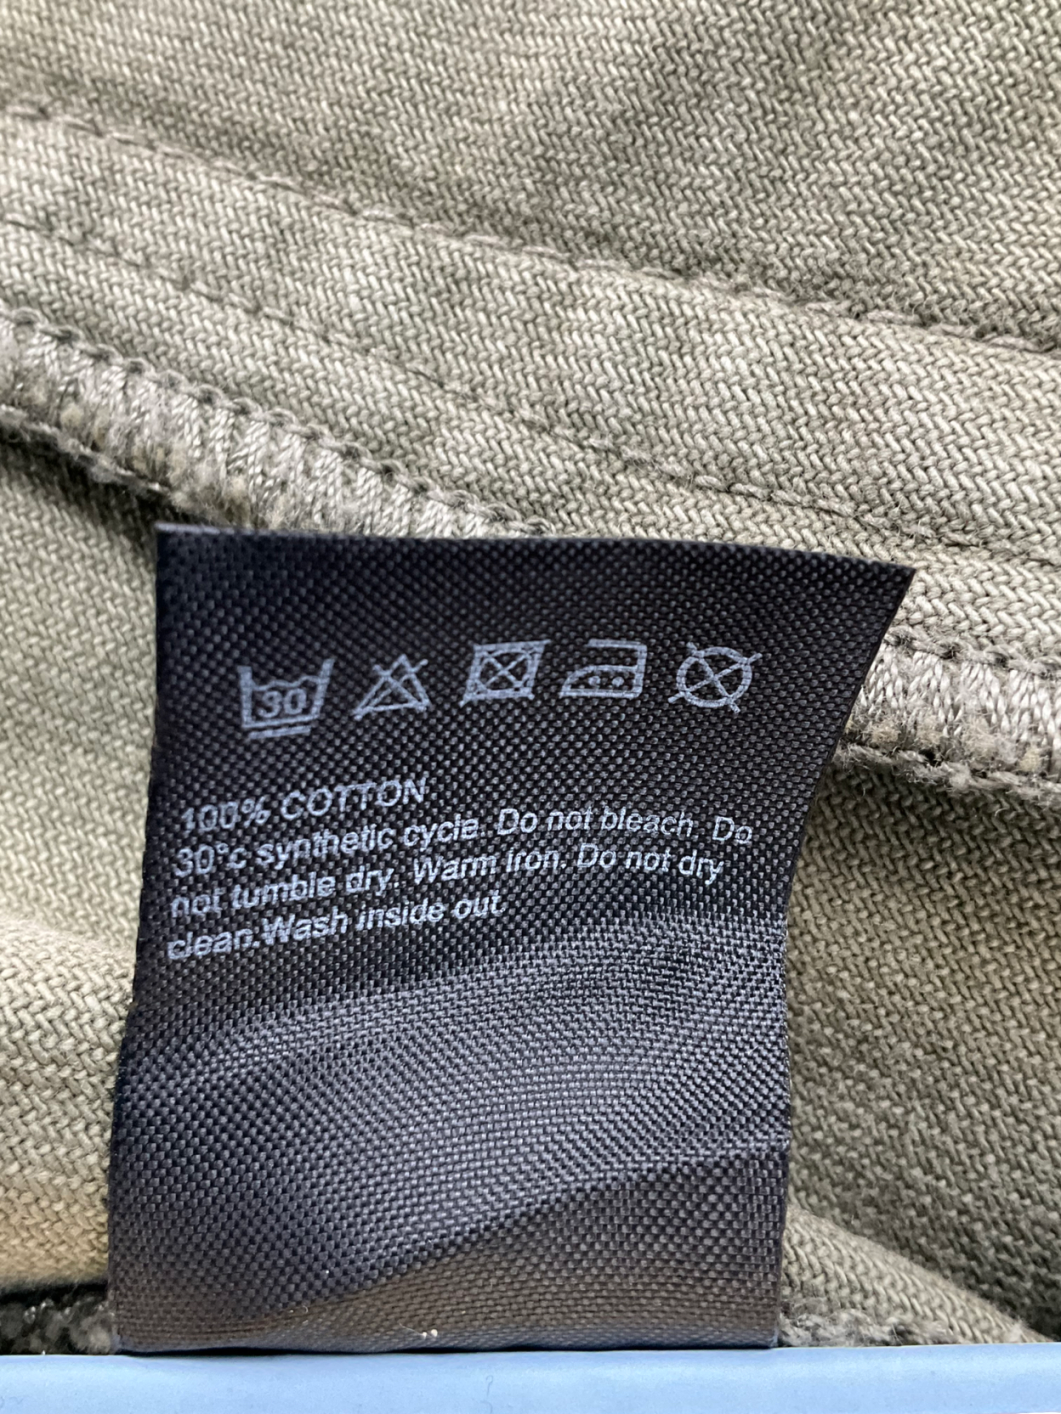 30
100% COTTON
30°c synthetic cycle. Do not bleach. Do
not tumble dry. Warm iron. Do not dry
clean.Wash inside out